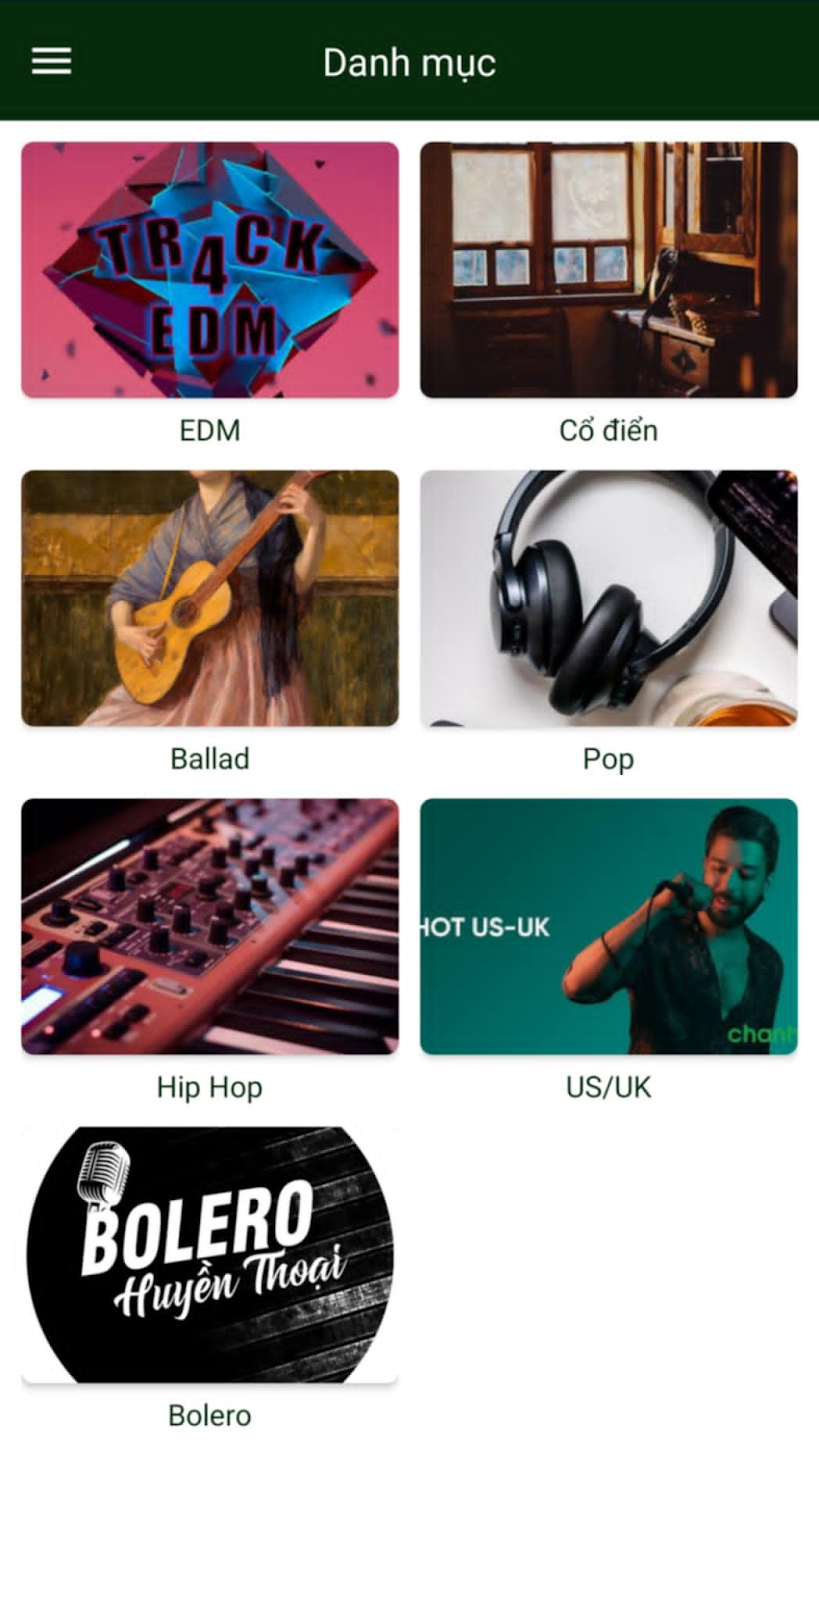 Danh mục
TR4CK
EDM
EDM
Cổ điển
Ballad
Pop
HOT US-UK
Hip Hop
US/UK
BOLERO
Huyền Thoại
Bolero